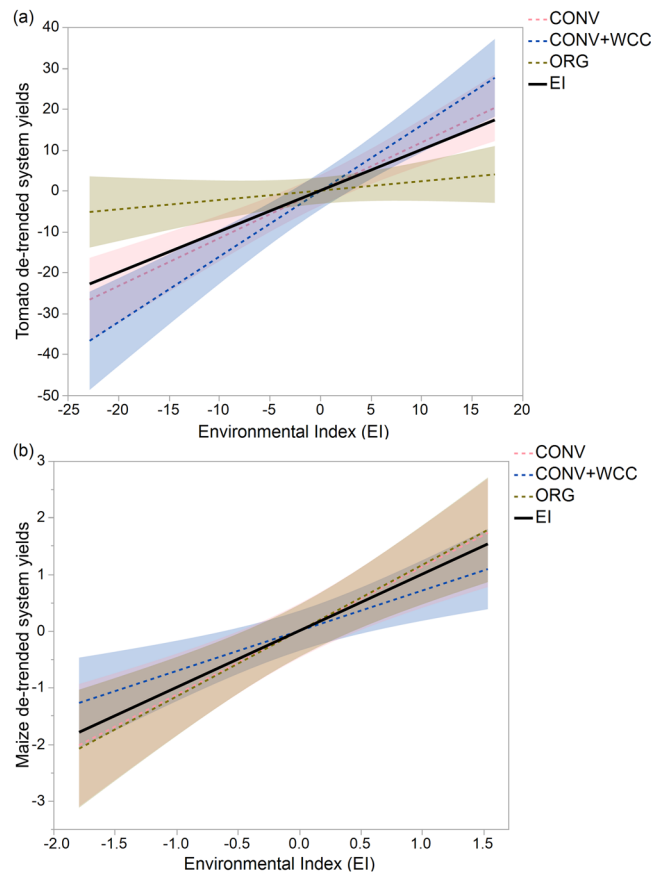 (a)
CONV
CONV+WCC
ORG
EI
Tomato de-trended system yields
40
30
20
10
0
-10
-20
-30
-40
-50
-25 -20 -15 -10 -5 0 5 10 15 20
Environmental Index (EI)
(b)
CONV
CONV+WCC
ORG
EI
Maize de-trended system yields
3
2
1
0
-1
-2
-3
-2.0 -1.5 -1.0 -0.5 0.0 0.5 1.0 1.5
Environmental Index (EI)